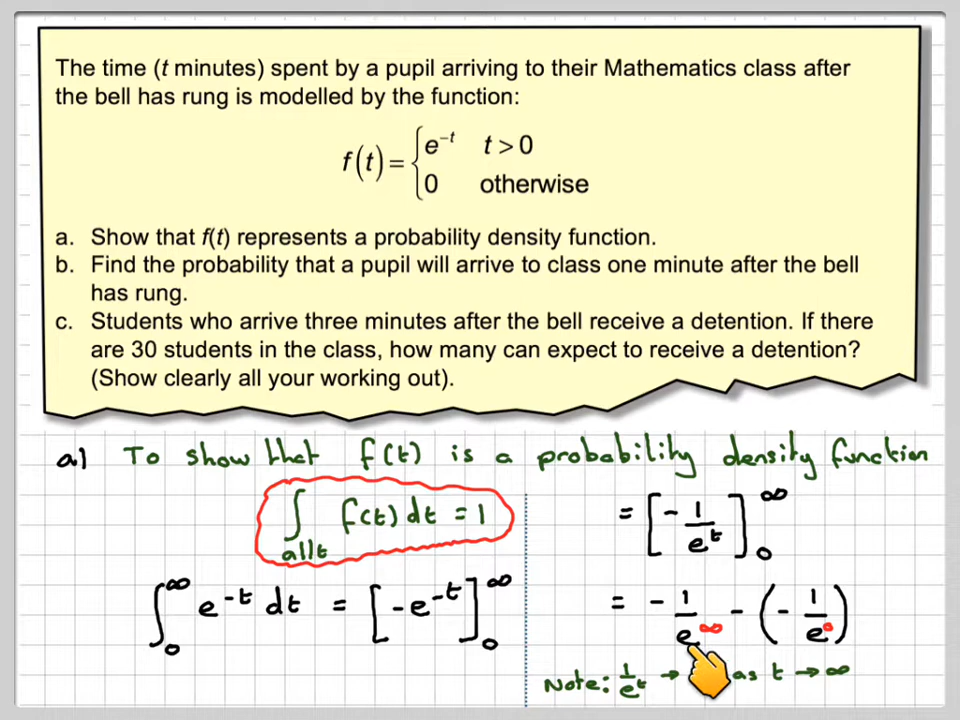 The time (t minutes) spent by a pupil arriving to their Mathematics class after
the bell has rung is modelled by the function:
f(t) = { e^-t t > 0
0 otherwise
a. Show that f(t) represents a probability density function.
b. Find the probability that a pupil will arrive to class one minute after the bell
has rung.
c. Students who arrive three minutes after the bell receive a detention. If there
are 30 students in the class, how many can expect to receive a detention?
(Show clearly all your working out).
a) To show that f(t) is a probability density function
∫_all t f(t) dt = 1
∫_0^∞ e^-t dt = [-e^-t]_0^∞
= [-1/e^t]_0^∞
= -1/e^∞ - (-1/e^0)
Note: 1/e^t → as t → ∞